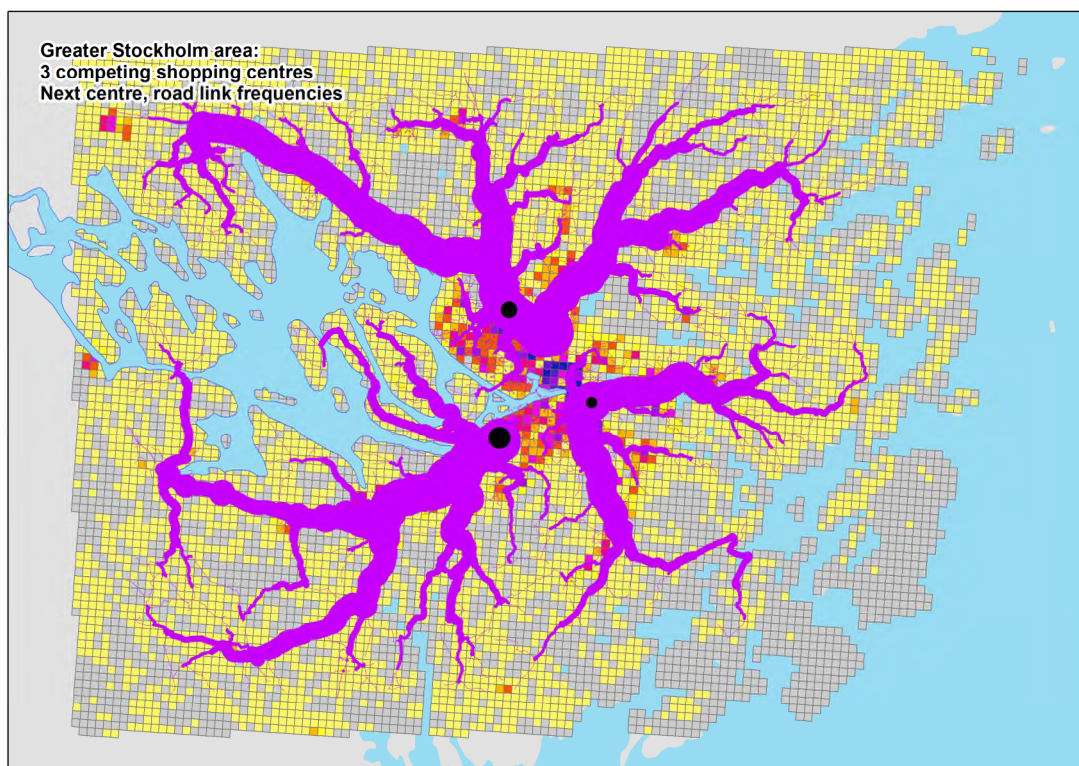 Greater Stockholm area:
3 competing shopping centres
Next centre, road link frequencies